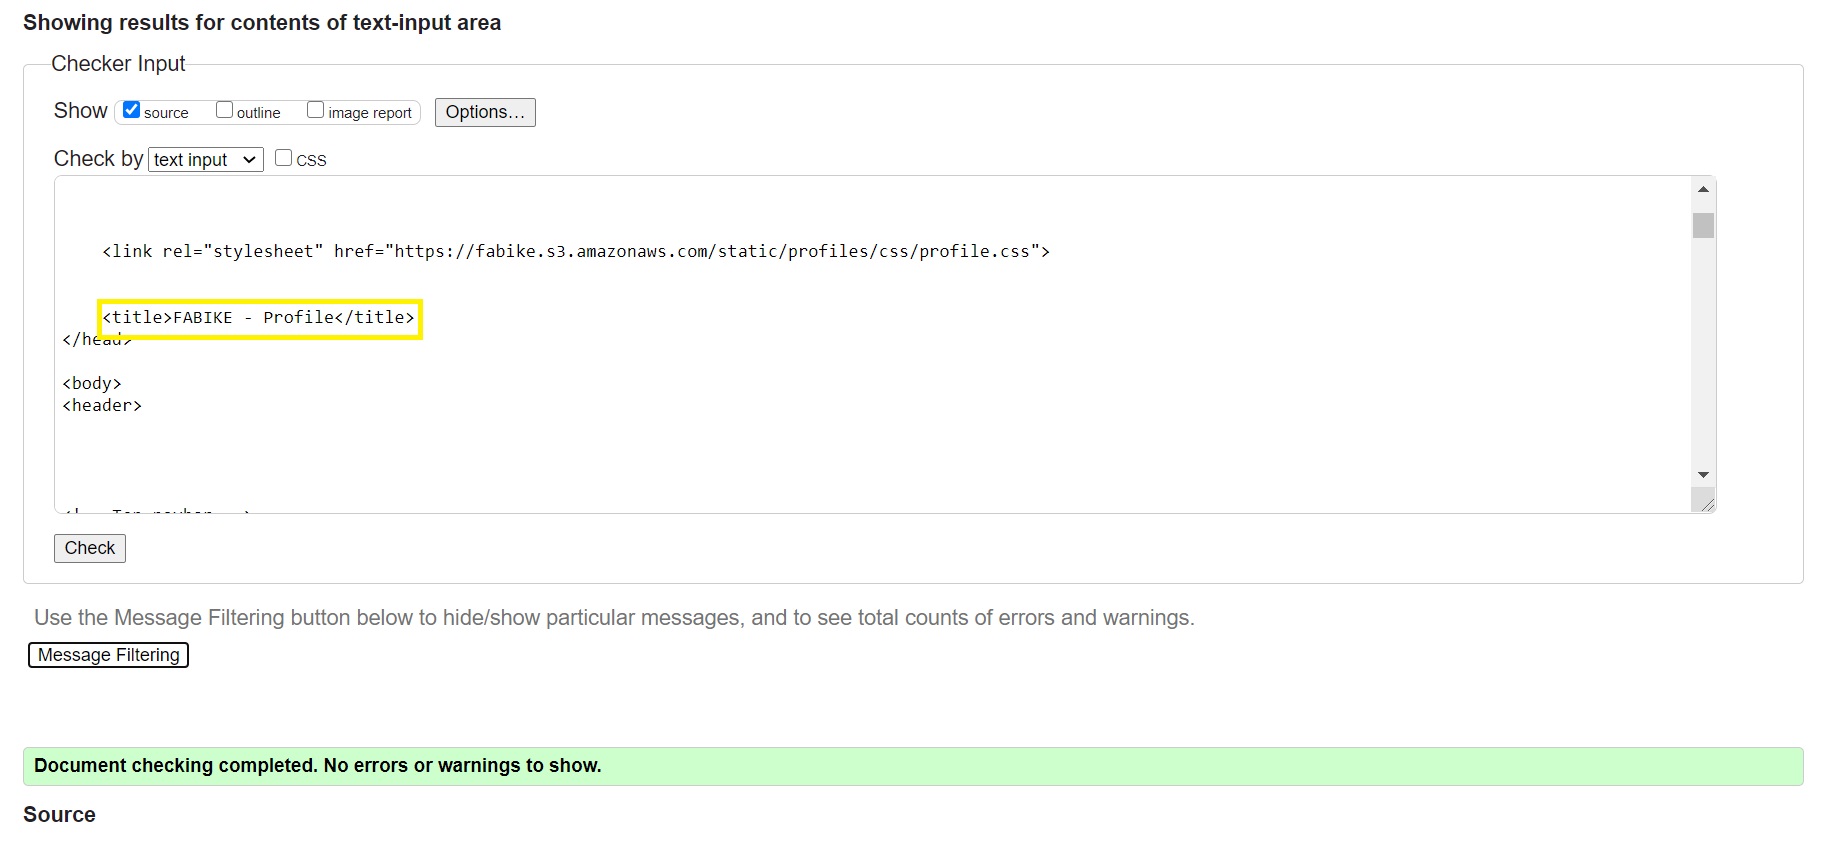 Showing results for contents of text-input area
Checker Input
Show source outline image report Options...
Check by text input CSS
<link rel="stylesheet" href="https://fabike.s3.amazonaws.com/static/profiles/css/profile.css">
<title>FABIKE - Profile</title>
</head>
<body>
<header>
Check
Use the Message Filtering button below to hide/show particular messages, and to see total counts of errors and warnings.
Message Filtering
Document checking completed. No errors or warnings to show.
Source